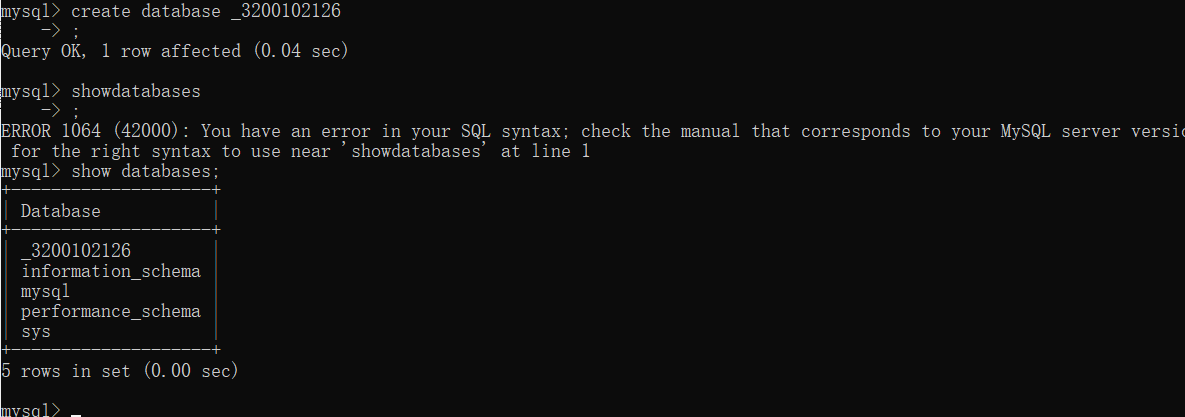 mysql> create database _3200102126
    -> ;
Query OK, 1 row affected (0.04 sec)
mysql> showdatabases
    -> ;
ERROR 1064 (42000): You have an error in your SQL syntax; check the manual that corresponds to your MySQL server versio
 for the right syntax to use near 'showdatabases' at line 1
mysql> show databases;
+--------------------+
| Database           |
+--------------------+
| _3200102126        |
| information_schema |
| mysql              |
| performance_schema |
| sys                |
+--------------------+
5 rows in set (0.00 sec)
mysql> _